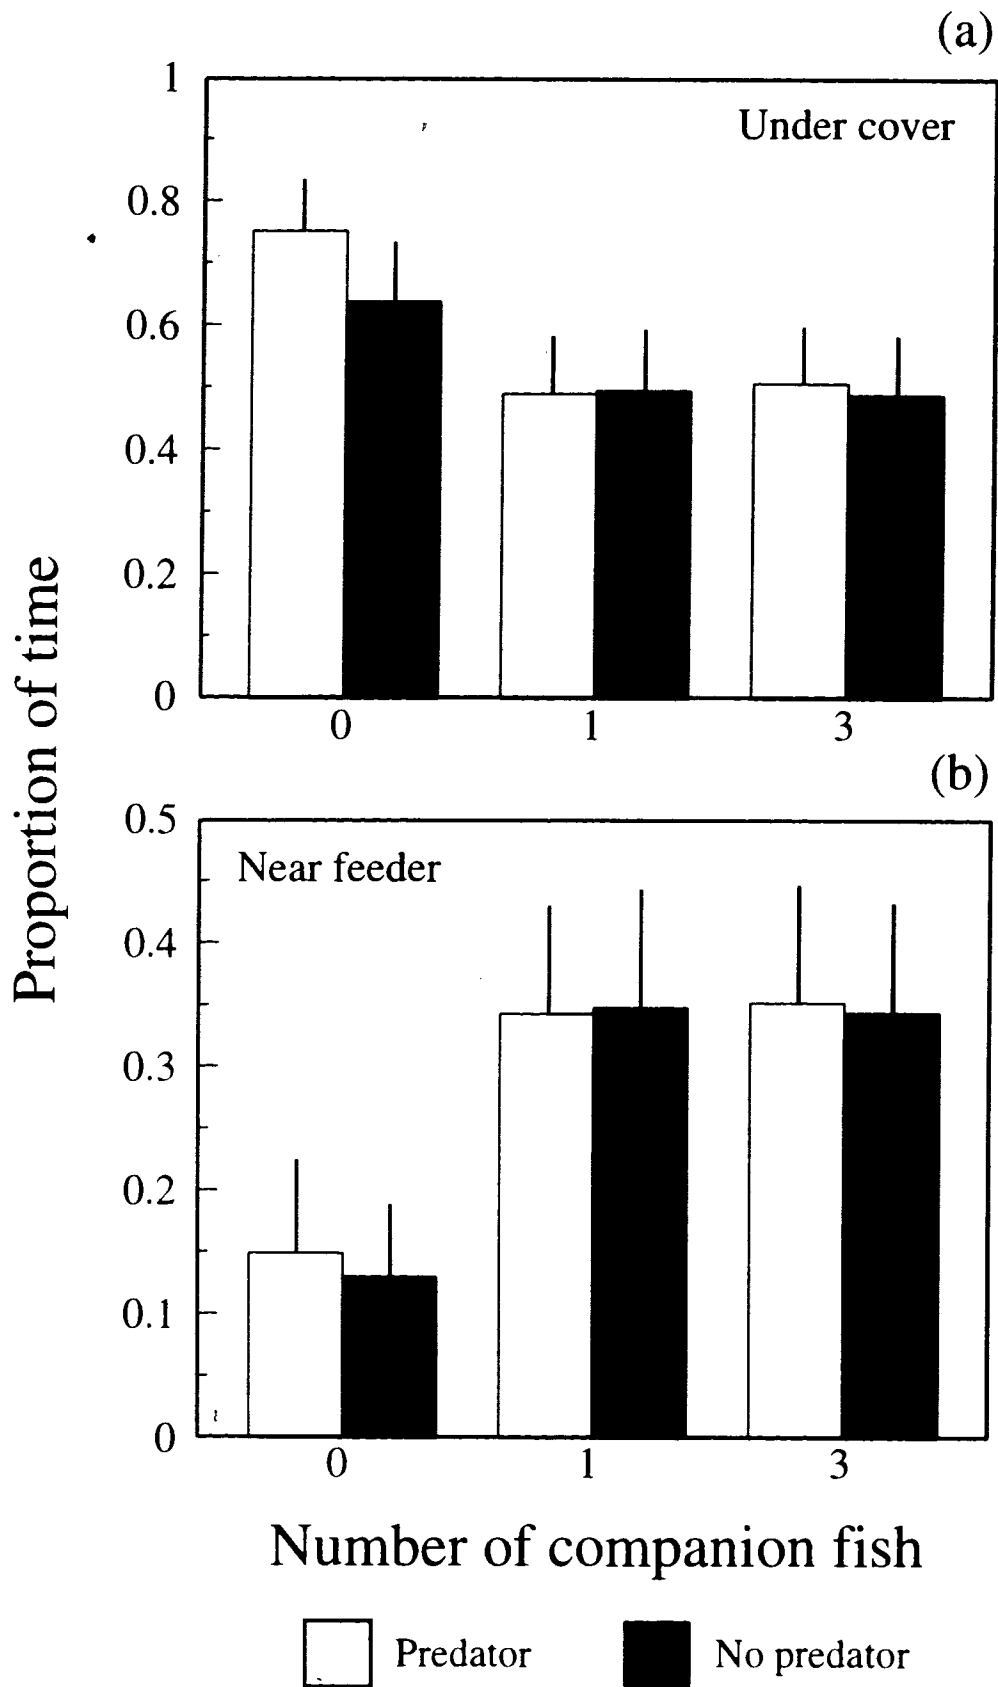 (a)
Under cover
1
0.8
0.6
0.4
0.2
0
0 1 3
Proportion of time
(b)
Near feeder
0.5
0.4
0.3
0.2
0.1
0
0 1 3
Number of companion fish
Predator No predator